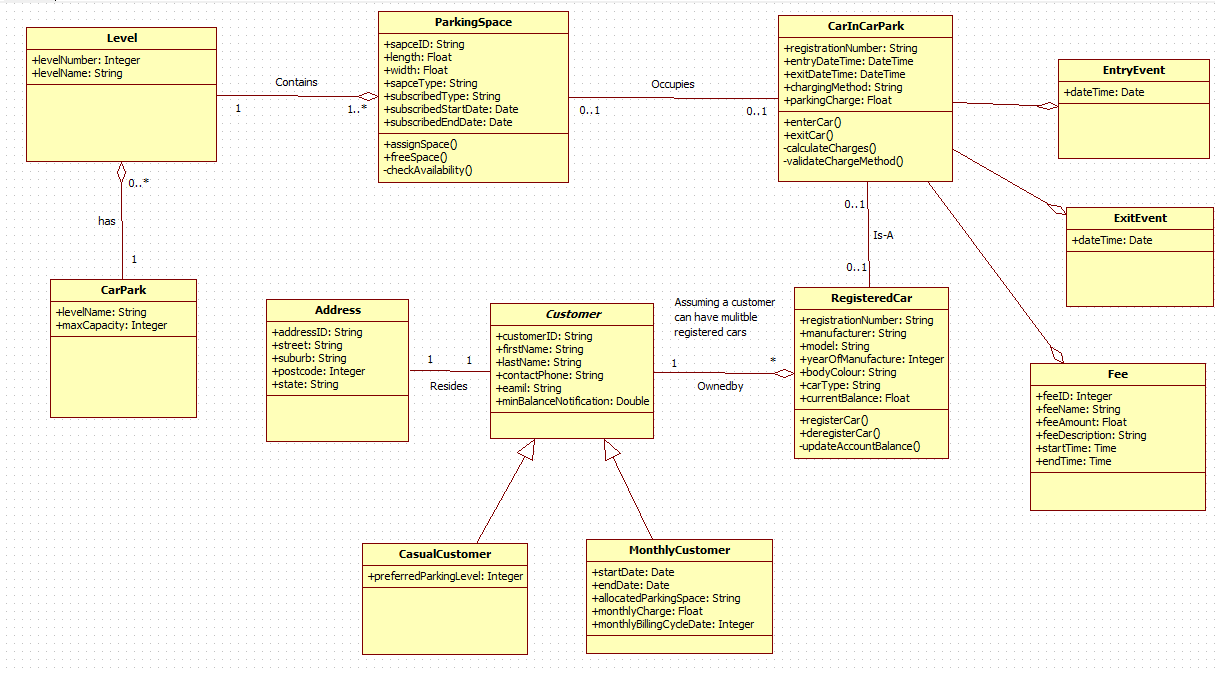 Level
+levelNumber: Integer
+levelName: String
Contains
1
1..*
ParkingSpace
+sapceID: String
+length: Float
+width: Float
+sapceType: String
+subscribedType: String
+subscribedStartDate: Date
+subscribedEndDate: Date
+assignSpace()
+freeSpace()
-checkAvailability()
Occupies
0..1
0..1
CarInCarPark
+registrationNumber: String
+entryDateTime: DateTime
+exitDateTime: DateTime
+chargingMethod: String
+parkingCharge: Float
+enterCar()
+exitCar()
-calculateCharges()
-validateChargeMethod()
EntryEvent
+dateTime: Date
ExitEvent
+dateTime: Date
0..*
has
1
0..1
Is-A
0..1
CarPark
+levelName: String
+maxCapacity: Integer
Address
+addressID: String
+street: String
+suburb: String
+postcode: Integer
+state: String
1
1
Resides
Customer
+customerID: String
+firstName: String
+lastName: String
+contactPhone: String
+eamil: String
+minBalanceNotification: Double
Assuming a customer
can have mulitble
registered cars
1
*
Ownedby
RegisteredCar
+registrationNumber: String
+manufacturer: String
+model: String
+yearOfManufacture: Integer
+bodyColour: String
+carType: String
+currentBalance: Float
+registerCar()
+deregisterCar()
-updateAccountBalance()
Fee
+feeID: Integer
+feeName: String
+feeAmount: Float
+feeDescription: String
+startTime: Time
+endTime: Time
CasualCustomer
+preferredParkingLevel: Integer
MonthlyCustomer
+startDate: Date
+endDate: Date
+allocatedParkingSpace: String
+monthlyCharge: Float
+monthlyBillingCycleDate: Integer